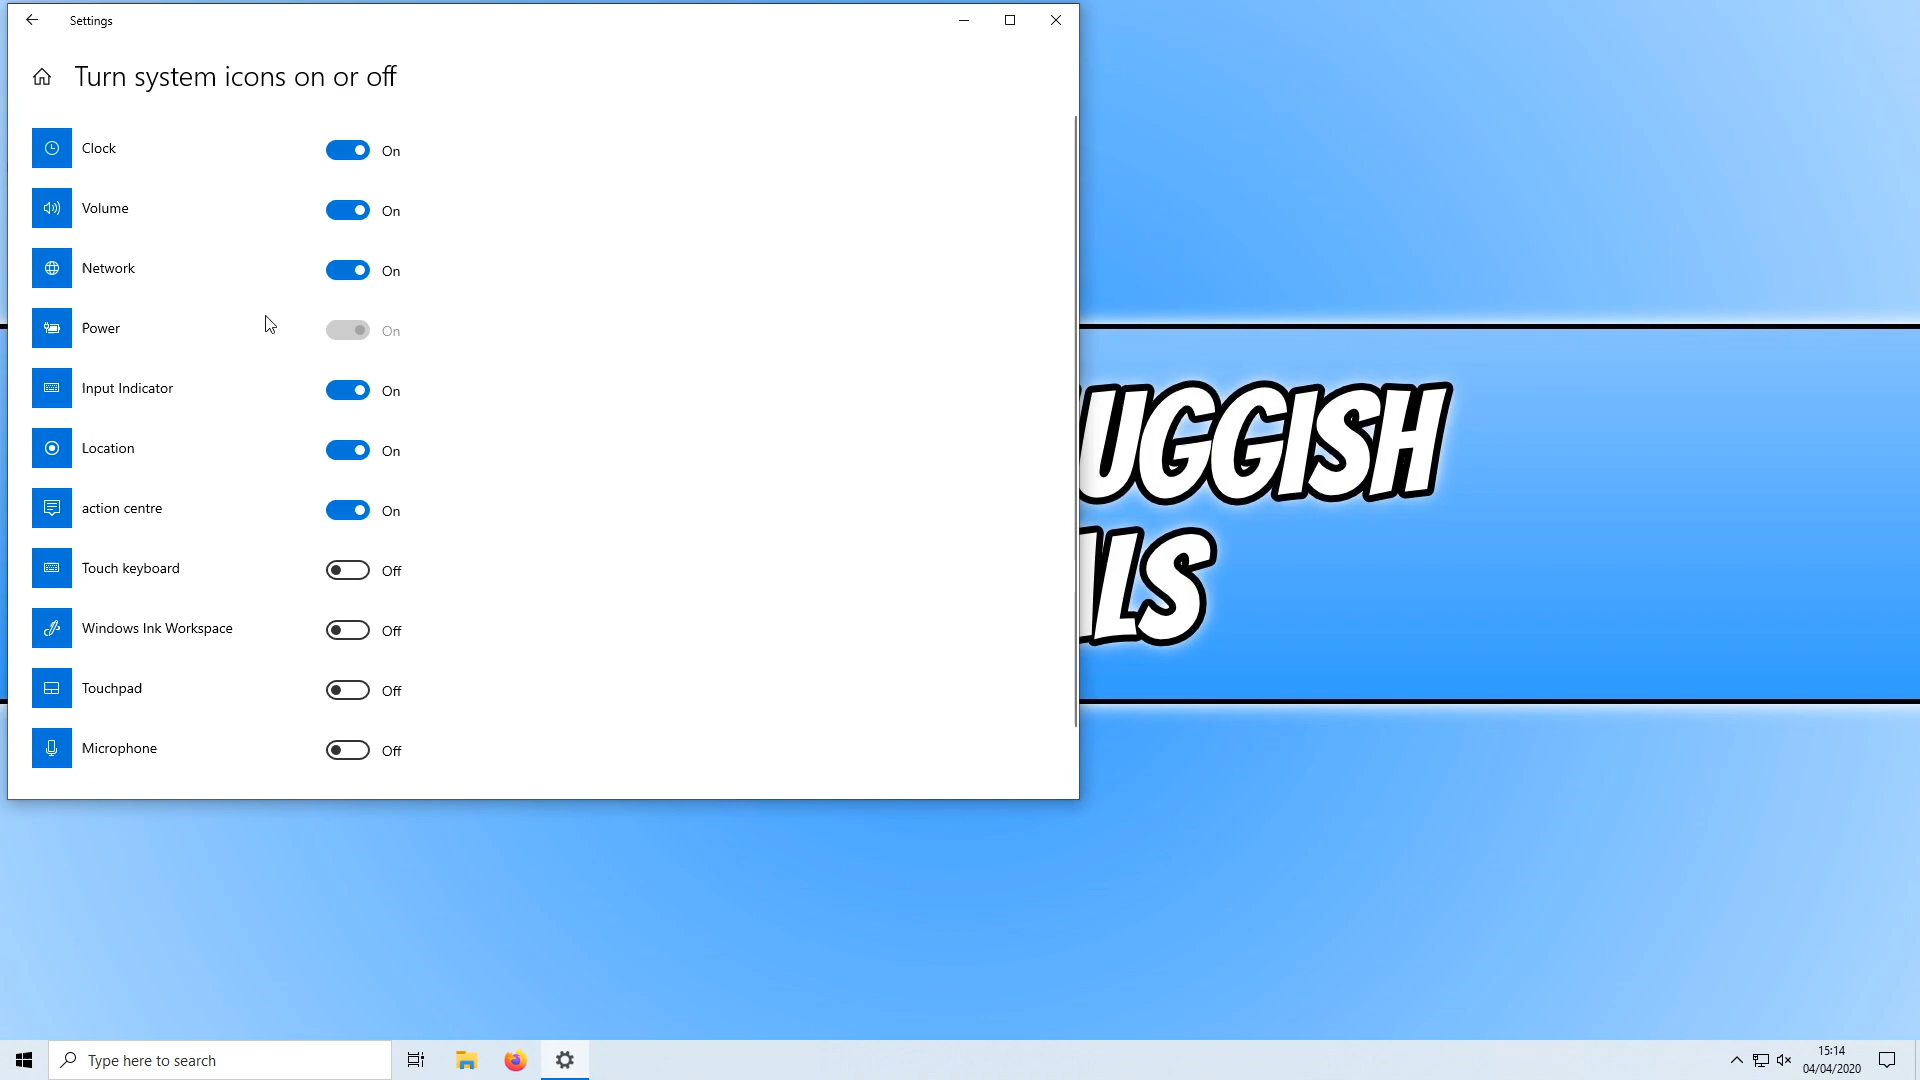 Settings
Turn system icons on or off
Clock On
Volume On
Network On
Power On
Input Indicator On
Location On
action centre On
Touch keyboard Off
Windows Ink Workspace Off
Touchpad Off
Microphone Off
UGGISH
LS
Type here to search
15:14
04/04/2020